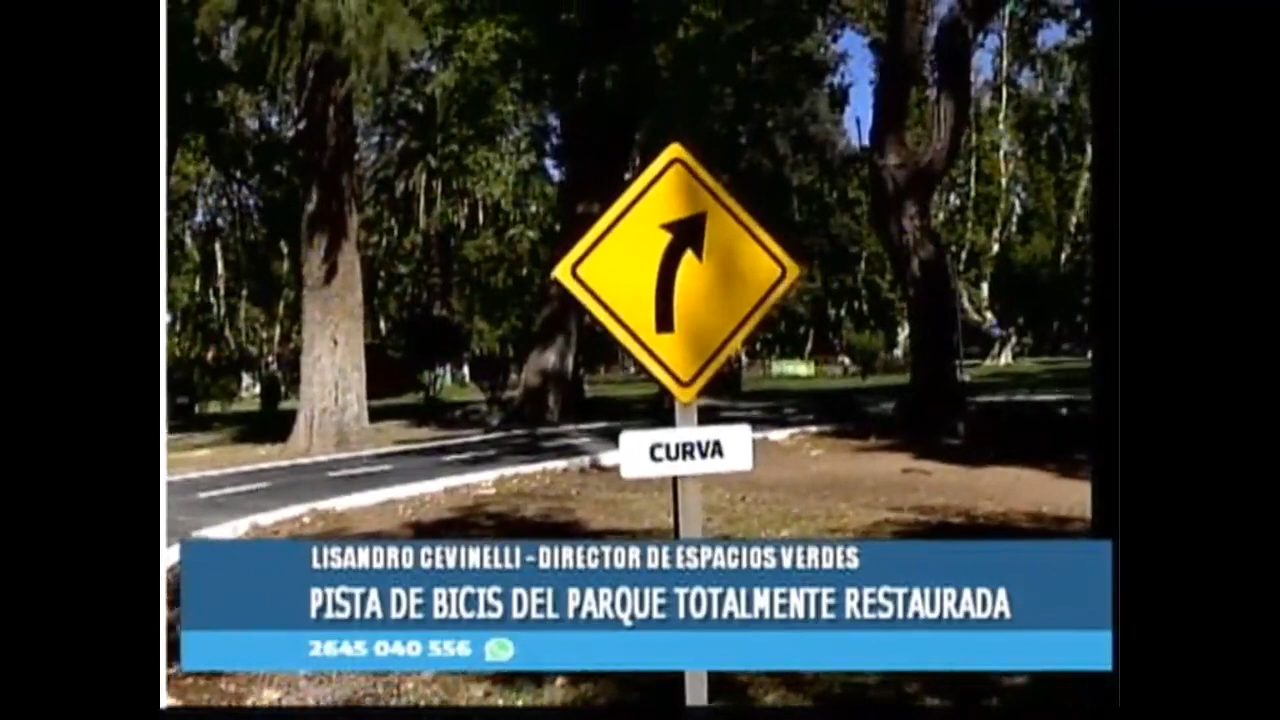 CURVA
LISANDRO CEVINELLI - DIRECTOR DE ESPACIOS VERDES
PISTA DE BICIS DEL PARQUE TOTALMENTE RESTAURADA
2645 040 556